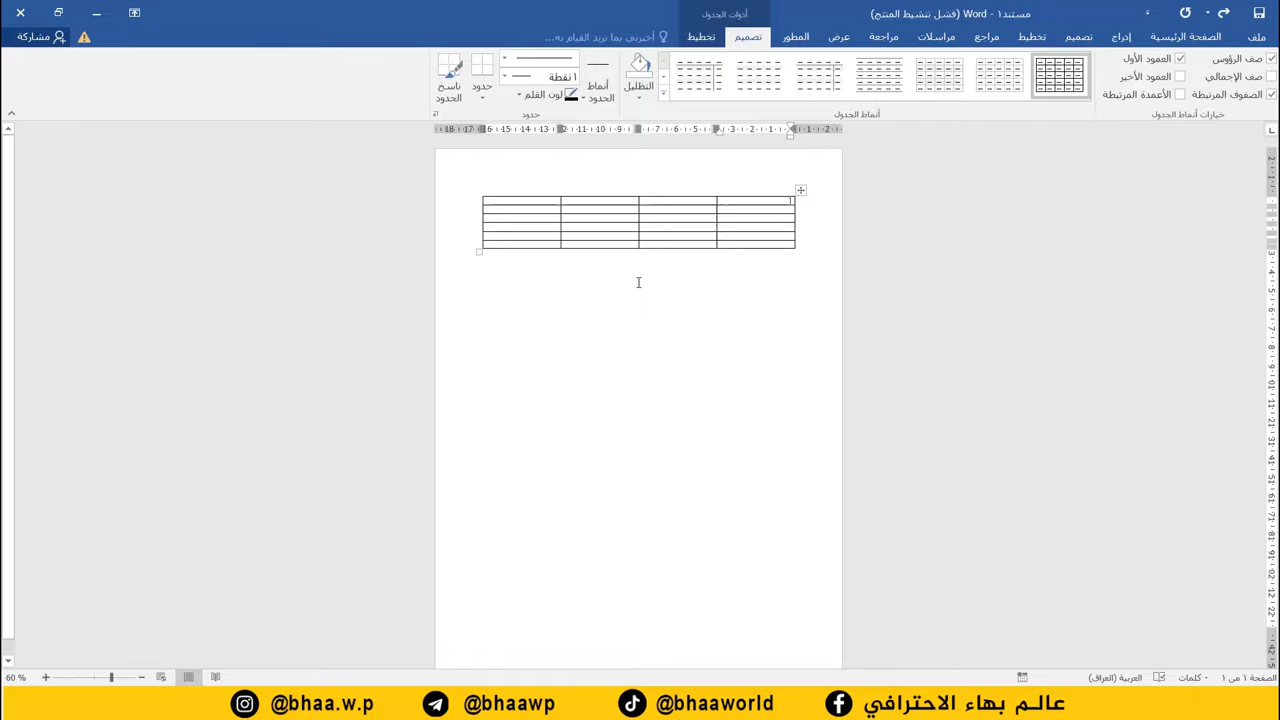 مستند١ - Word (فشل تنشيط المنتج)
أدوات الجدول
ملف
الصفحة الرئيسية
إدراج
تصميم
تخطيط
مراجع
مراسلات
مراجعة
عرض
المطور
تصميم
تخطيط
أخبرني بما تريد القيام به...
مشاركة
صف الرؤوس
العمود الأول
صف الإجمالي
العمود الأخير
الصفوف المرتبطة
الأعمدة المرتبطة
خيارات أنماط الجدول
أنماط الجدول
التظليل
أنماط الحدود
١ نقطة
لون القلم
حدود
ناسخ الحدود
حدود
الصفحة ١ من ١
٠ كلمات
العربية (العراق)
60 %
@bhaa.w.p
@bhaawp
@bhaaworld
عالم بهاء الاحترافي